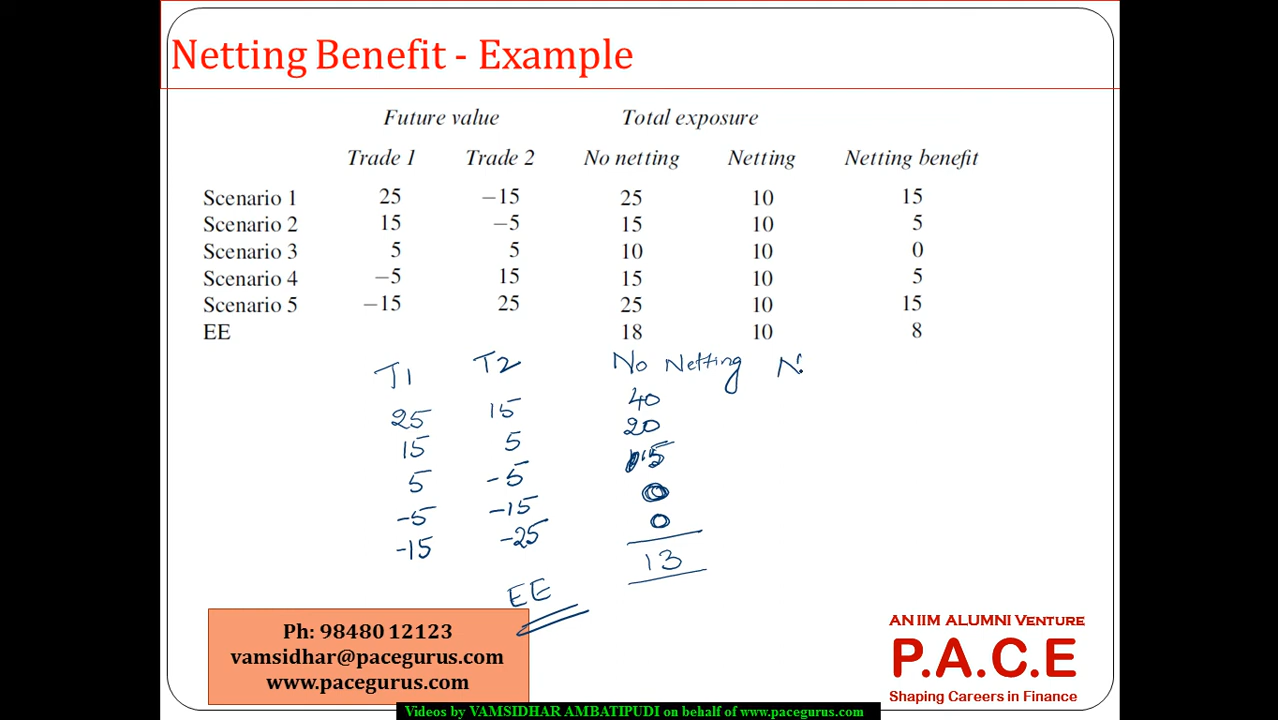 Netting Benefit - Example
Future value Total exposure
Trade 1 Trade 2 No netting Netting Netting benefit
Scenario 1 25 −15 25 10 15
Scenario 2 15 −5 15 10 5
Scenario 3 5 5 10 10 0
Scenario 4 −5 15 15 10 5
Scenario 5 −15 25 25 10 15
EE 18 10 8
T1 T2 No Netting N
25 15 40
15 5 20
5 -5 5
-5 -15 0
-15 -25 0
13
EE
Ph: 98480 12123
vamsidhar@pacegurus.com
www.pacegurus.com
AN IIM ALUMNI VENTURE
P.A.C.E
Shaping Careers in Finance
Videos by VAMSIDHAR AMBATIPUDI on behalf of www.pacegurus.com